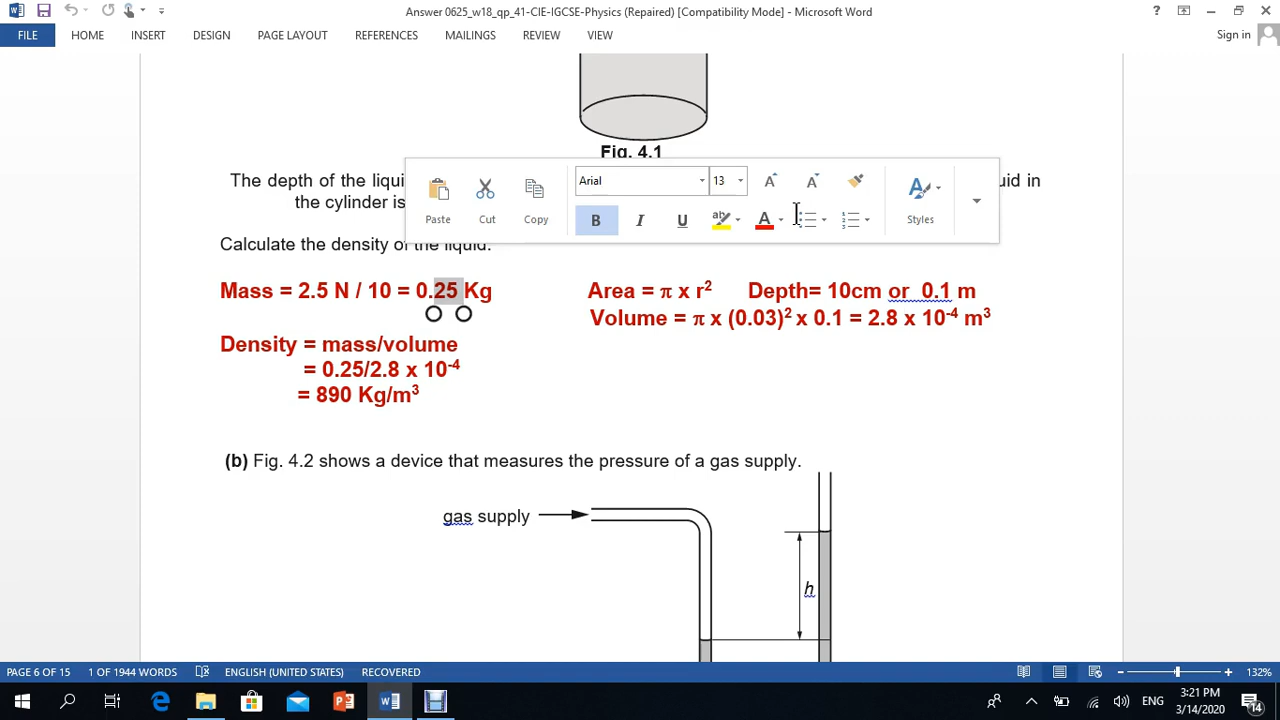 Answer 0625_w18_qp_41-CIE-IGCSE-Physics (Repaired) [Compatibility Mode] - Microsoft Word
FILE HOME INSERT DESIGN PAGE LAYOUT REFERENCES MAILINGS REVIEW VIEW Sign in
Fig. 4.1
The depth of the liqui
uid in
the cylinder is
Arial 13
Paste Cut Copy B I U ab A Styles
Calculate the density of the liquid.
Mass = 2.5 N / 10 = 0.25 Kg
Area = π x r² Depth= 10cm or 0.1 m
Volume = π x (0.03)² x 0.1 = 2.8 x 10⁻⁴ m³
Density = mass/volume
= 0.25/2.8 x 10⁻⁴
= 890 Kg/m³
(b) Fig. 4.2 shows a device that measures the pressure of a gas supply.
gas supply
h
PAGE 6 OF 15 1 OF 1944 WORDS ENGLISH (UNITED STATES) RECOVERED 132%
ENG 3:21 PM
3/14/2020 14